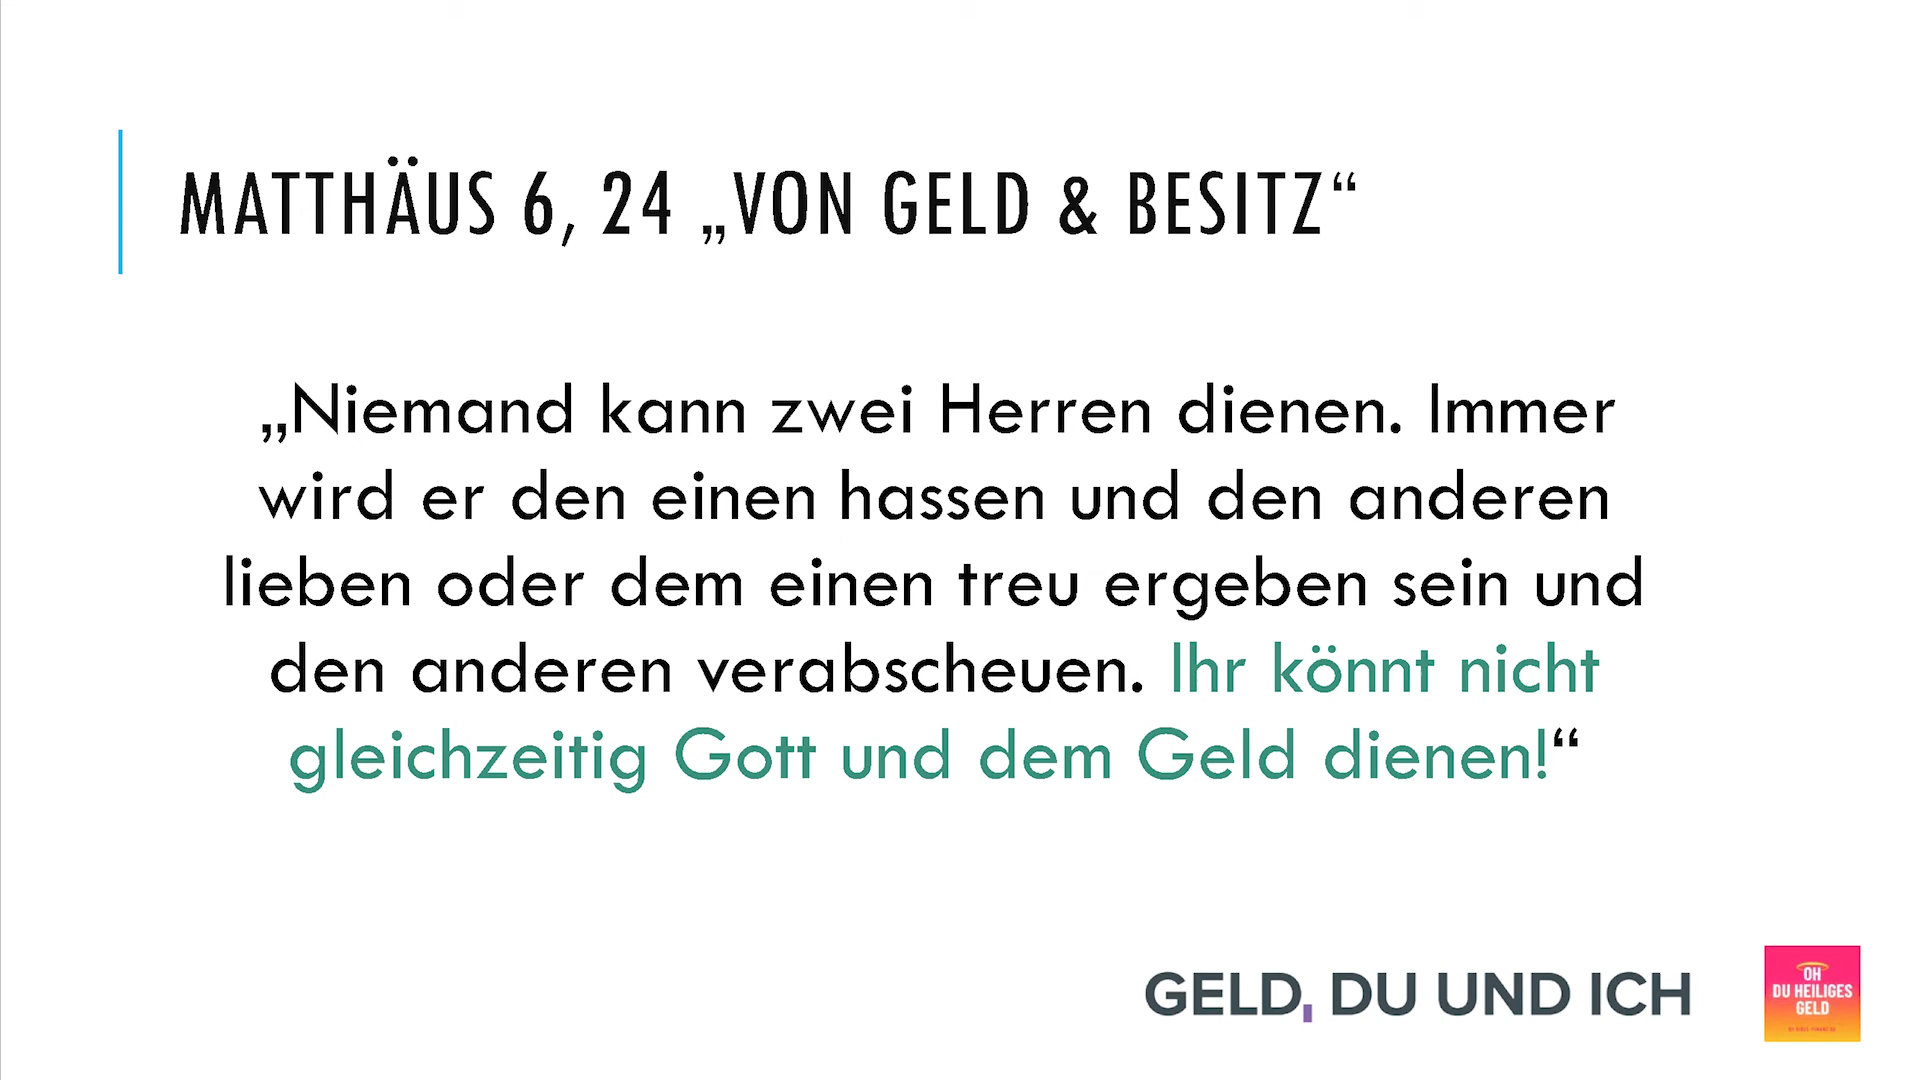 MATTHÄUS 6, 24 „VON GELD & BESITZ“
„Niemand kann zwei Herren dienen. Immer
wird er den einen hassen und den anderen
lieben oder dem einen treu ergeben sein und
den anderen verabscheuen. Ihr könnt nicht
gleichzeitig Gott und dem Geld dienen!“
GELD, DU UND ICH
OH
DU HEILIGES
GELD